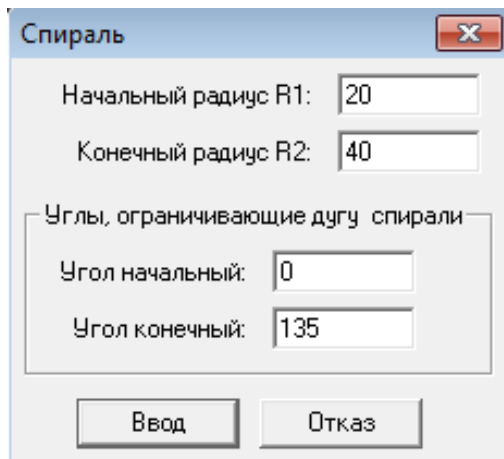 Спираль
Начальный радиус R1: 20
Конечный радиус R2: 40
Углы, ограничивающие дугу спирали
Угол начальный: 0
Угол конечный: 135
Ввод Отказ